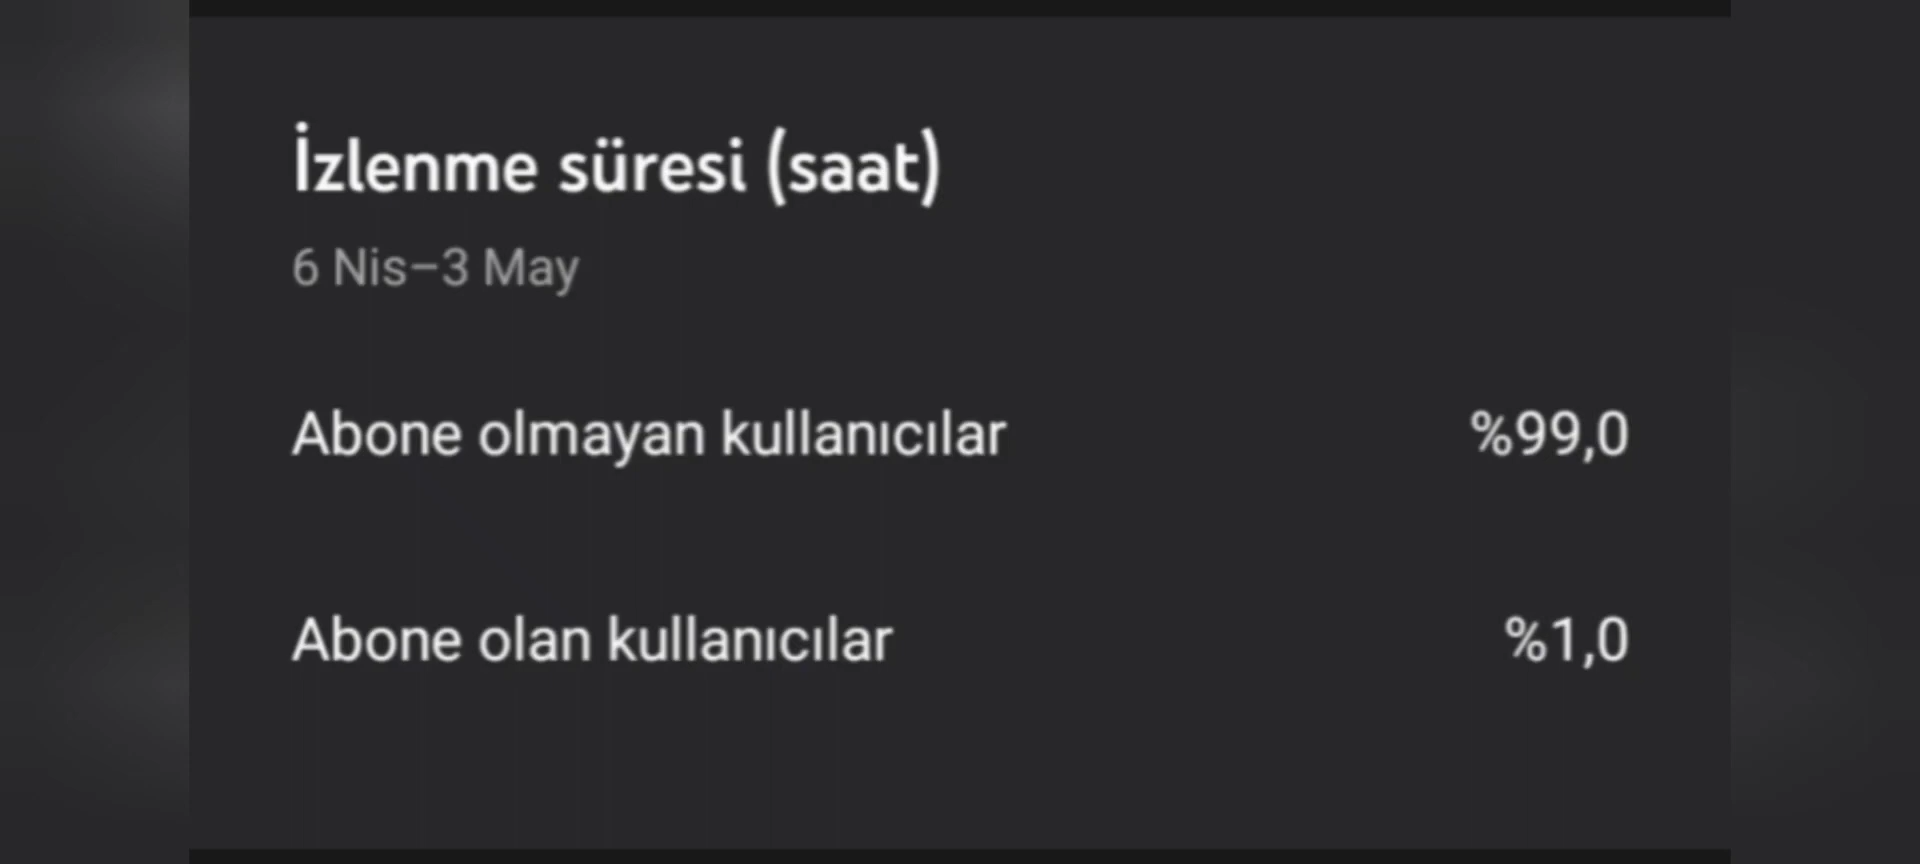 İzlenme süresi (saat)
6 Nis–3 May
Abone olmayan kullanıcılar %99,0
Abone olan kullanıcılar %1,0